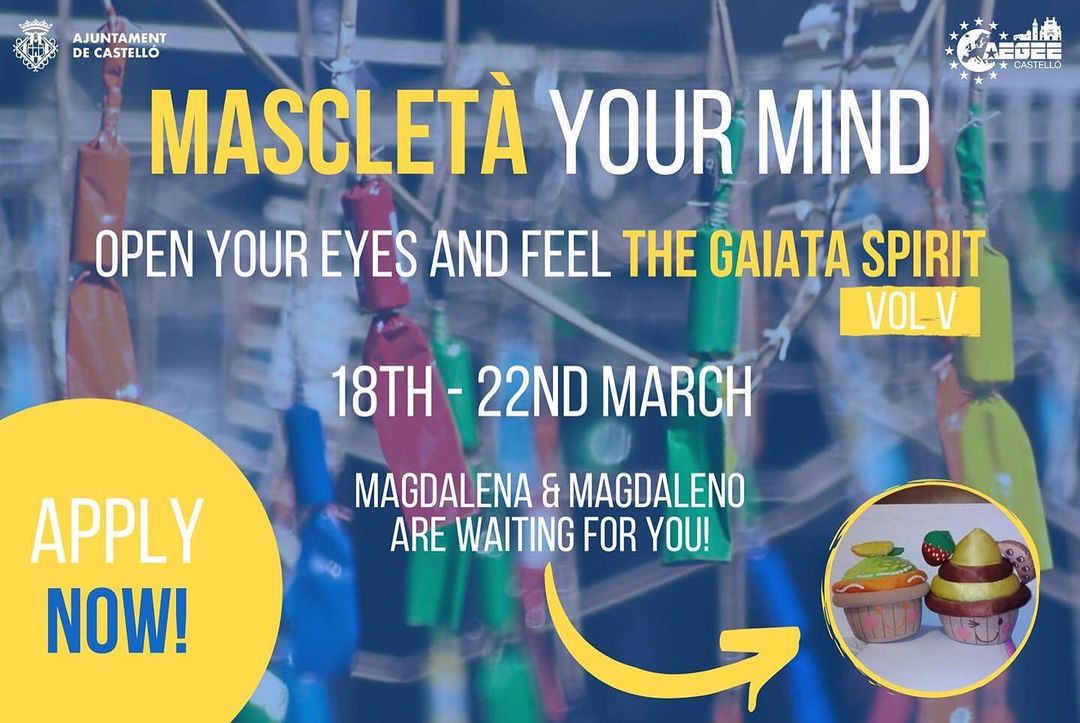 AJUNTAMENT
DE CASTELLÓ
AEGEE
CASTELLÓ
MASCLETÀ YOUR MIND
OPEN YOUR EYES AND FEEL THE GAIATA SPIRIT
VOL V
18TH - 22ND MARCH
MAGDALENA & MAGDALENO
ARE WAITING FOR YOU!
APPLY
NOW!